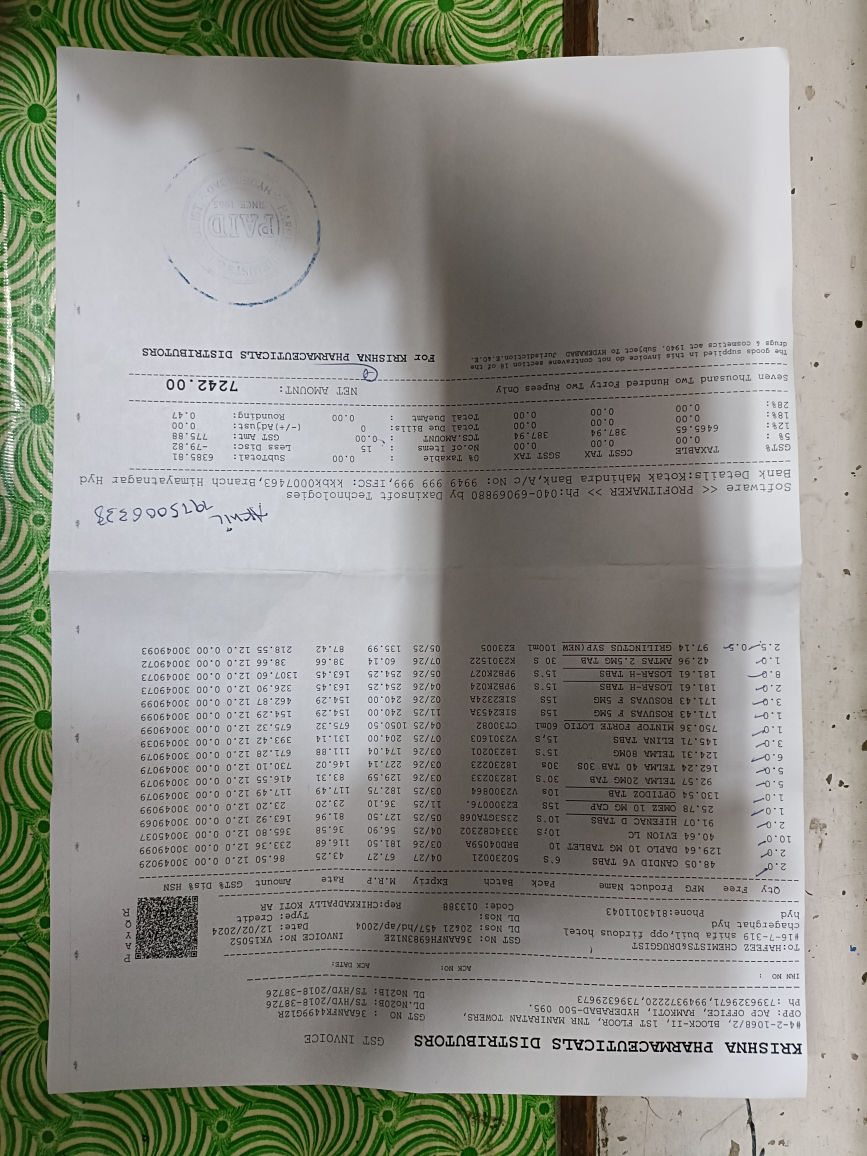 KRISHNA PHARMACEUTICALS DISTRIBUTORS GST INVOICE
#4-2-1068/2, BLOCK-II, 1ST FLOOR, TNR MANIRATAN TOWERS, GST NO : 36AANFK4499G1ZR
OPP: ACP OFFICE, RAMKOTI, HYDERABAD-500 095. DL.No20B: TS/HYD/2018-38726
Ph :7396329671,9949372220,7396329673 DL No21B: TS/HYD/2018-38726
IRN NO : ACK NO: ACK DATE:
To:HAFEEZ CHEMISTS&DRUGGIST GST No: 36AAHFH6983N1EZ INVOICE No: VK15052
#16-7-319 shifa bull,opp firdous hotel DL Nos: 20621 457/hd/ap/2004 Date: 12/02/2024
chagerghat hyd DL Nos: Type: Credit
hyd Phone:8143011043 Code: 013388 Rep:CHIKKADPALLY KOTI AR
PAYQR
Qty Free MFG Product Name Pack Batch Expriy M.R.P Rate Amount GST% Dis% HSN
2.0 48.05 CANDID V6 TABS 6'S 50230221 04/27 67.27 43.25 86.50 12.0 0.00 30049029
2.0 129.64 DAPLO 10 MG TABLET 10 BRD0459A 03/26 181.50 116.68 233.36 12.0 0.00 30049099
10.0 40.64 EVION LC 10/S 3334C82302 04/25 56.90 36.58 365.80 12.0 0.00 30045037
2.0 91.07 HIFENAC D TABS 10'S 2353GTA068 05/25 127.50 81.96 163.92 12.0 0.00 30049069
1.0 25.78 OMEZ 10 MG CAP 15S EZ30076. 11/25 36.10 23.20 23.20 12.0 0.00 30049099
1.0 130.54 OPTIDOZ TAB 10S V2300864 03/25 182.75 117.49 117.49 12.0 0.00 30049079
5.0 92.57 TELMA 20MG TAB 30'S 18230233 03/26 129.59 83.31 416.55 12.0 0.00 30049079
5.0 162.24 TELMA 40 TAB 30S 30s 18230223 03/26 227.14 146.02 730.10 12.0 0.00 30049079
6.0 124.31 TELMA 80MG 15'S 18230201 03/26 174.04 111.88 671.28 12.0 0.00 30049079
3.0 145.71 ELINA TABS 15,S V2301603 07/25 204.00 131.14 393.42 12.0 0.00 30049039
1.0 750.36 MINTOP FORTE LOTIO 60ml CT30082 04/25 1050.50 675.32 675.32 12.0 0.00 30049099
1.0 171.43 ROSUVAS F 5MG 15S SIE2453A 11/25 240.00 154.29 154.29 12.0 0.00 30049099
3.0 171.43 ROSUVAS F 5MG 15S SIE2324A 02/26 240.00 154.29 462.87 12.0 0.00 30049099
2.0 181.61 LOSAR-H TABS 15'S 9PB2K024 04/26 254.25 163.45 326.90 12.0 0.00 30049073
8.0 181.61 LOSAR-H TABS 15'S 9PB2K027 05/26 254.25 163.45 1307.60 12.0 0.00 30049073
1.0 42.96 AMTAS 2.5MG TAB 30 S K2301522 07/26 60.14 38.66 38.66 12.0 0.00 30049072
2.5 0.5 97.14 GRILINCTUS SYP(NEW 100ml E23005 05/25 135.99 87.42 218.55 12.0 0.00 30049093
AKHIL
Software << PROFITMAKER >> Ph:040-69069880 by Daxinsoft Technologies
Bank Details:Kotak Mahindra Bank,A/c No: 9949 999 999,IFSC: kkbk0007463,Branch Himayatnagar Hyd
GST% TAXABLE CGST TAX SGST TAX 0% Taxable : 0.00 SubTotal: 6385.81
5% : 0.00 0.00 0.00 No.of Items : 15 Less Disc: -79.82
12%: 6465.65 387.94 387.94 TCS.AMOUNT : 0.00 GST Amt: 775.88
18%: 0.00 0.00 0.00 Total Due Bills: 0 (-/+)Adjust: 0.00
28%: 0.00 0.00 0.00 Total DueAmt : 0.00 Rounding: 0.47
Seven Thousand Two Hundred Forty Two Rupees Only NET AMOUNT: 7242.00
The goods supplied in this invoice do not contravene section 18 of the
drugs & cosmetics act 1940. Subject To HYDERABAD Jurisdiction.E.&O.E. For KRISHNA PHARMACEUTICALS DISTRIBUTORS
PAID
SINCE 1985